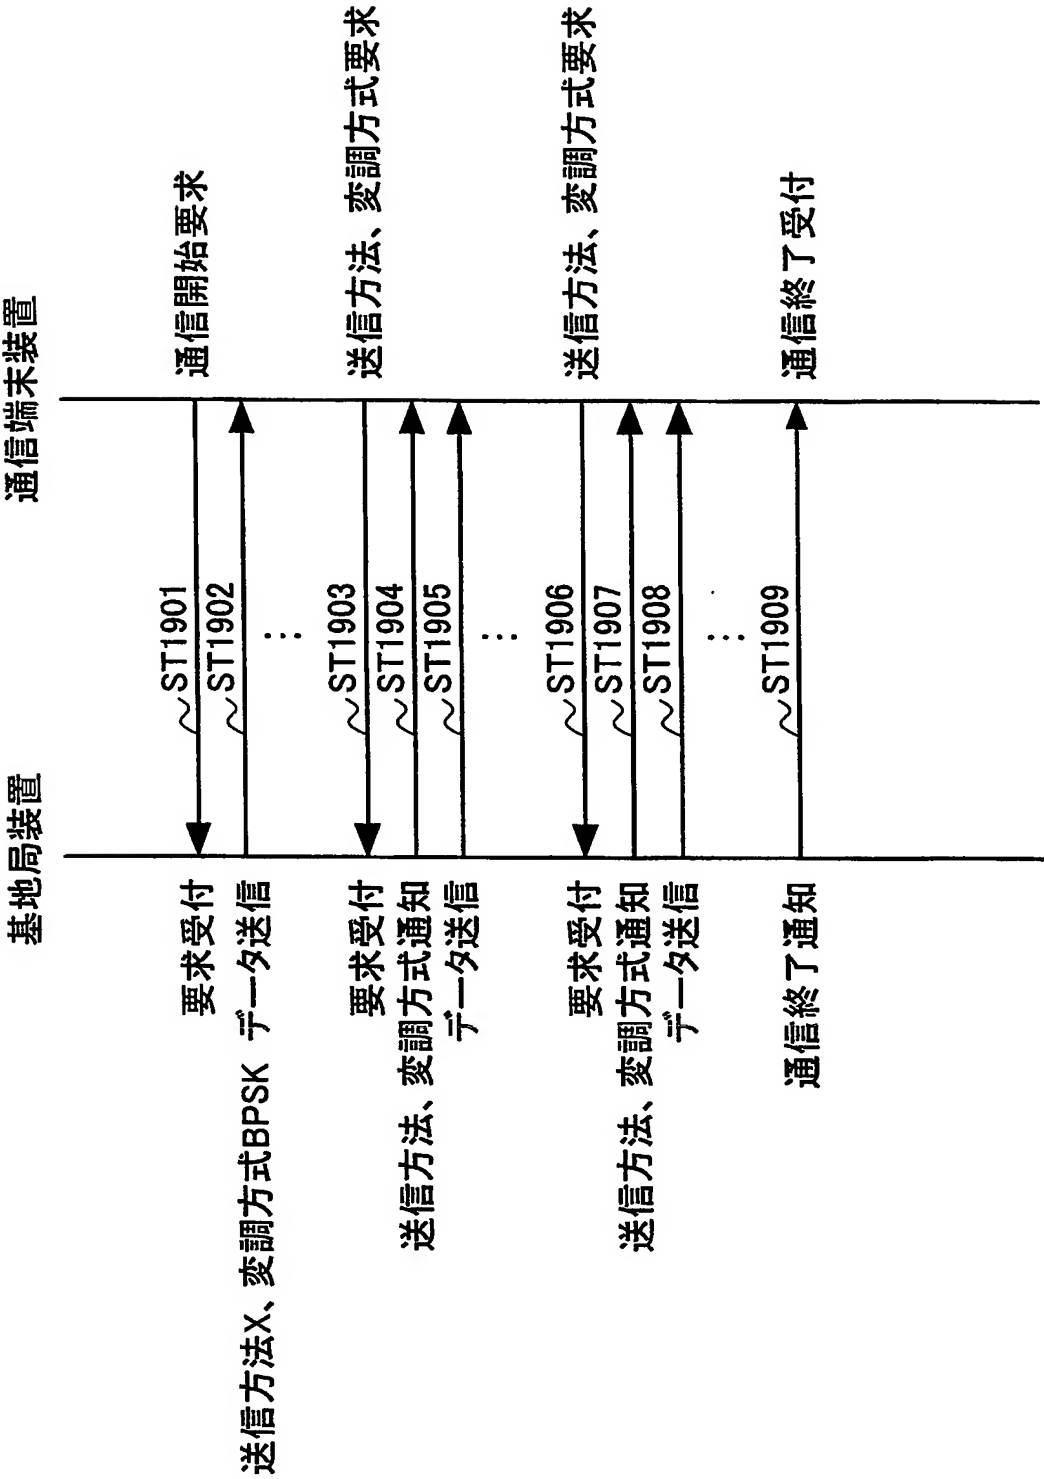 基地局装置
通信端末装置
要求受付
ST1901
通信開始要求
送信方法X、変調方式BPSK データ送信
ST1902
要求受付
ST1903
送信方法、変調方式要求
送信方法、変調方式通知
ST1904
データ送信
ST1905
要求受付
ST1906
送信方法、変調方式要求
送信方法、変調方式通知
ST1907
データ送信
ST1908
通信終了通知
ST1909
通信終了受付